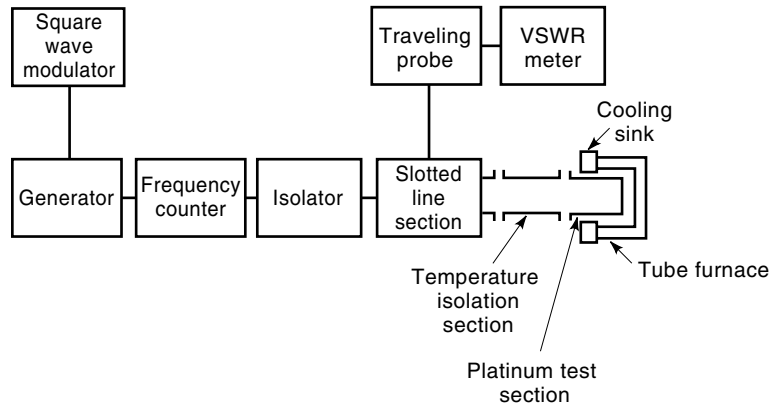 Square
wave
modulator
Traveling
probe
VSWR
meter
Cooling
sink
Generator
Frequency
counter
Isolator
Slotted
line
section
Temperature
isolation
section
Tube furnace
Platinum test
section